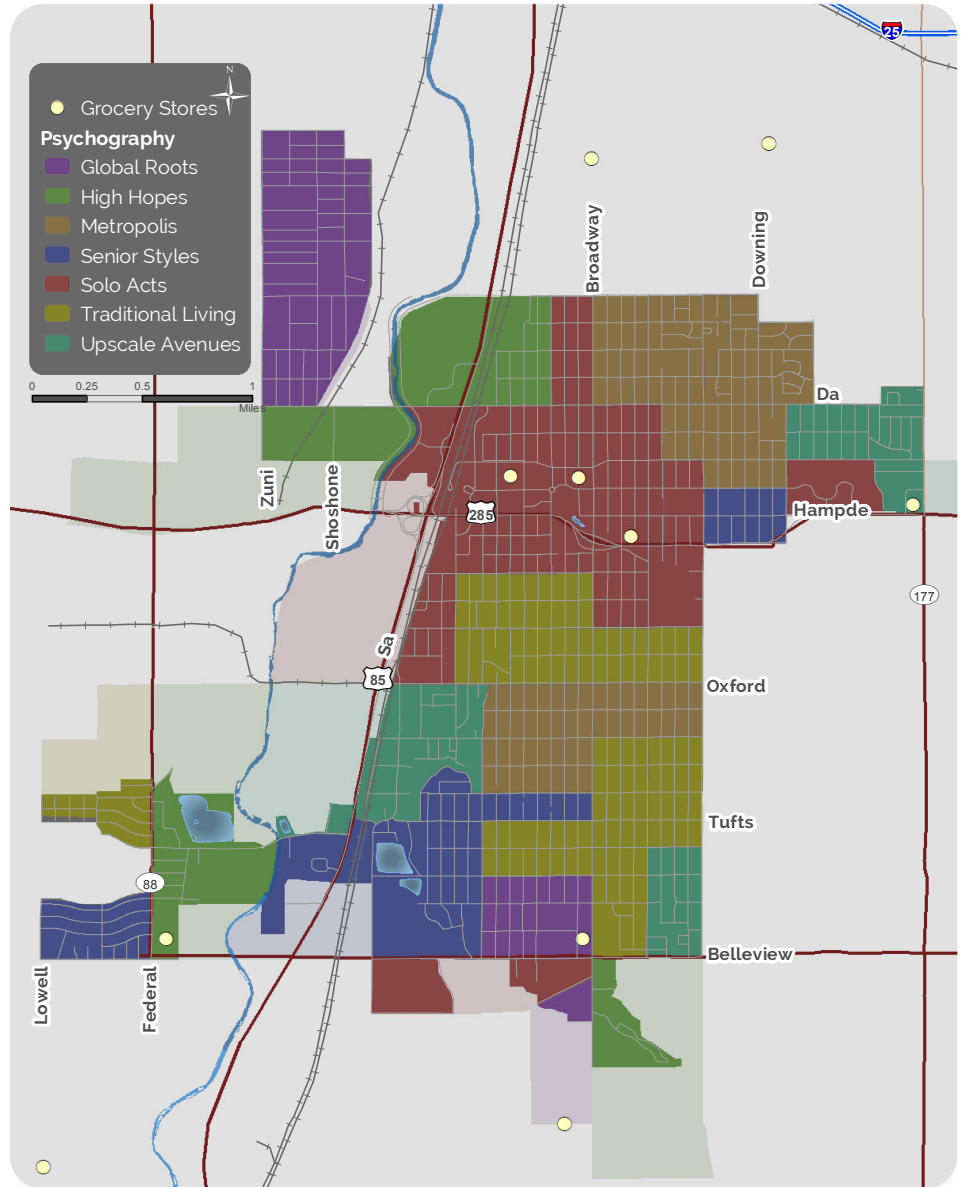 25
N
Grocery Stores
Psychography
Global Roots
High Hopes
Metropolis
Senior Styles
Solo Acts
Traditional Living
Upscale Avenues
0 0.25 0.5 1
Miles
Broadway
Downing
Da
Zuni
Shoshone
285
Hampde
177
Sa
85
Oxford
Tufts
88
Belleview
Lowell
Federal